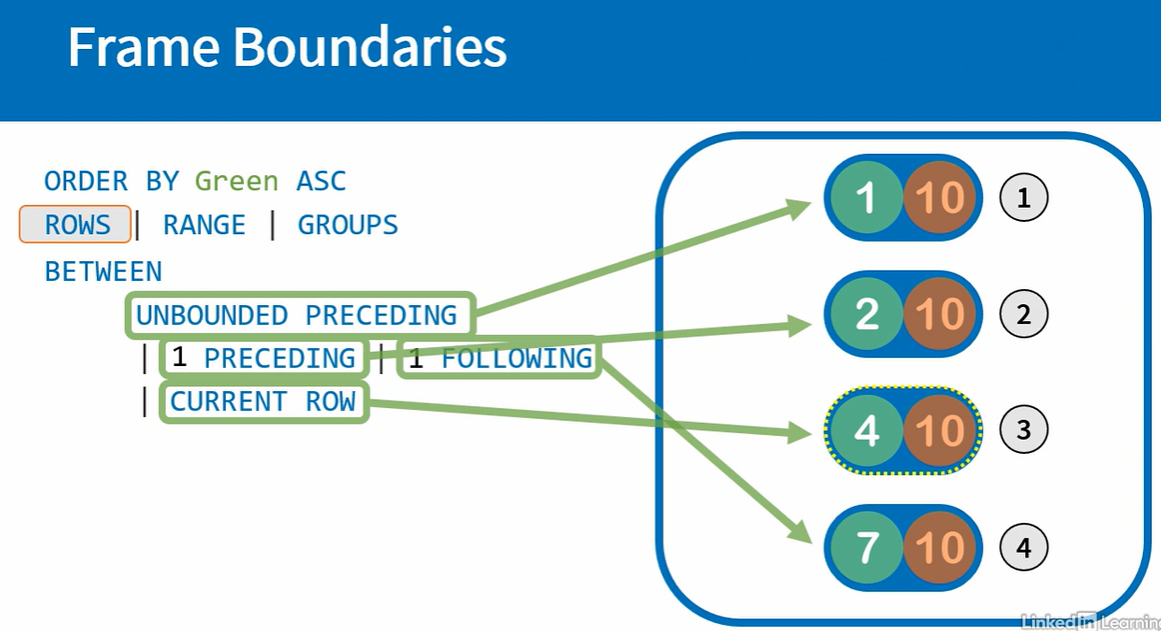 Frame Boundaries
ORDER BY Green ASC
ROWS | RANGE | GROUPS
BETWEEN
UNBOUNDED PRECEDING
| 1 PRECEDING | 1 FOLLOWING
| CURRENT ROW
1 10 1
2 10 2
4 10 3
7 10 4
LinkedIn Learning